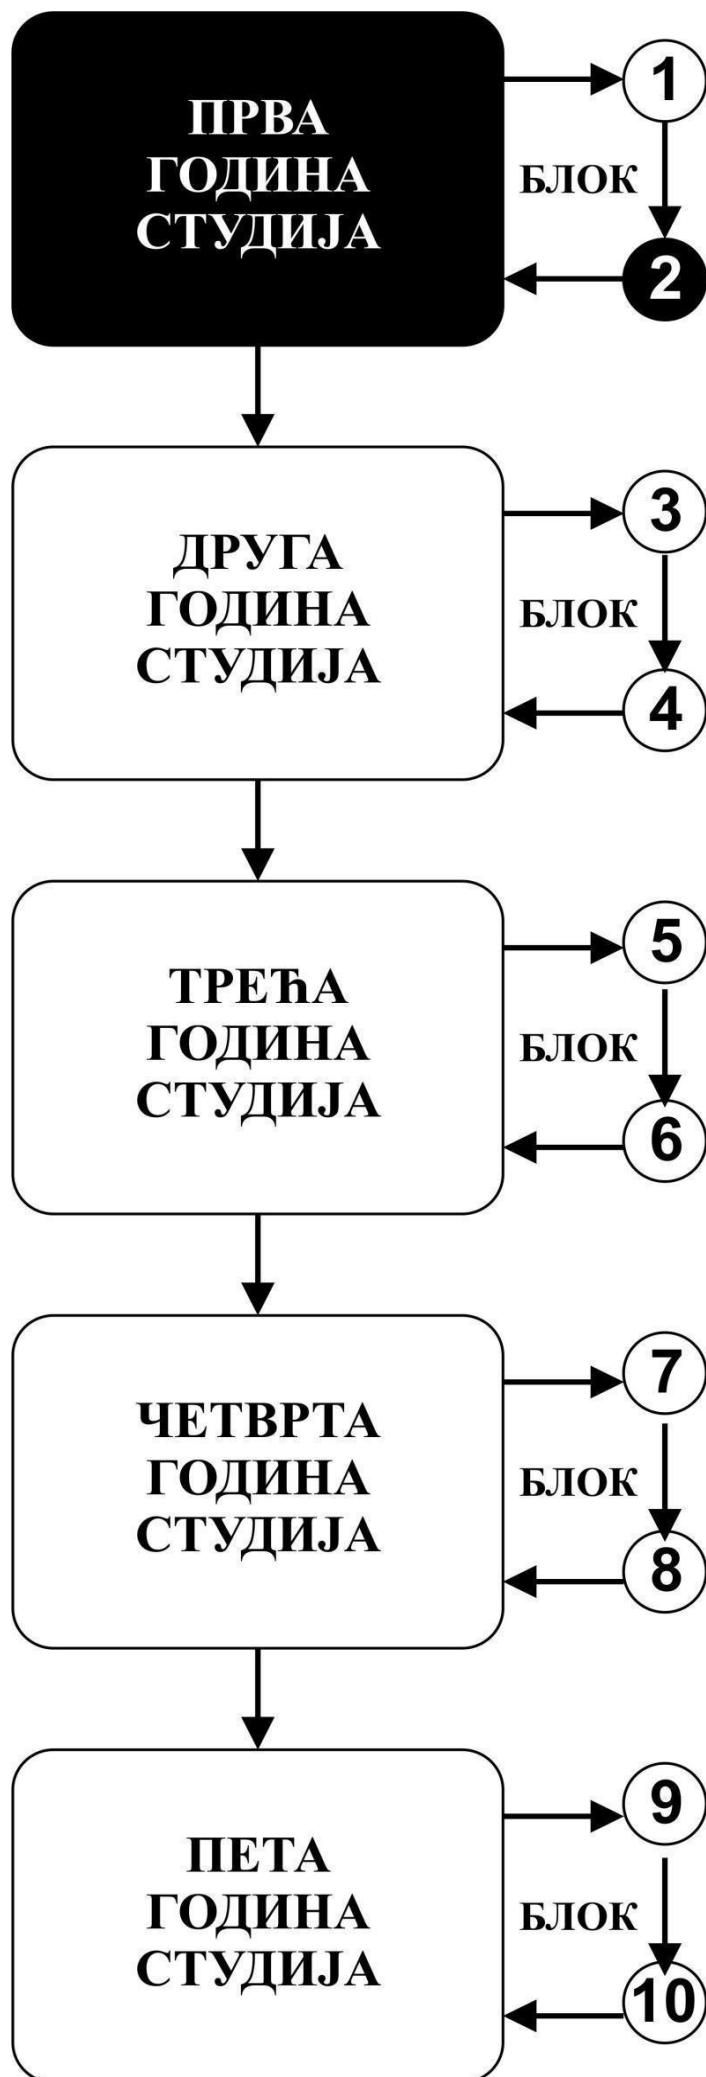 ПРВА
ГОДИНА
СТУДИЈА
1
БЛОК
2
ДРУГА
ГОДИНА
СТУДИЈА
3
БЛОК
4
ТРЕЋА
ГОДИНА
СТУДИЈА
5
БЛОК
6
ЧЕТВРТА
ГОДИНА
СТУДИЈА
7
БЛОК
8
ПЕТА
ГОДИНА
СТУДИЈА
9
БЛОК
10